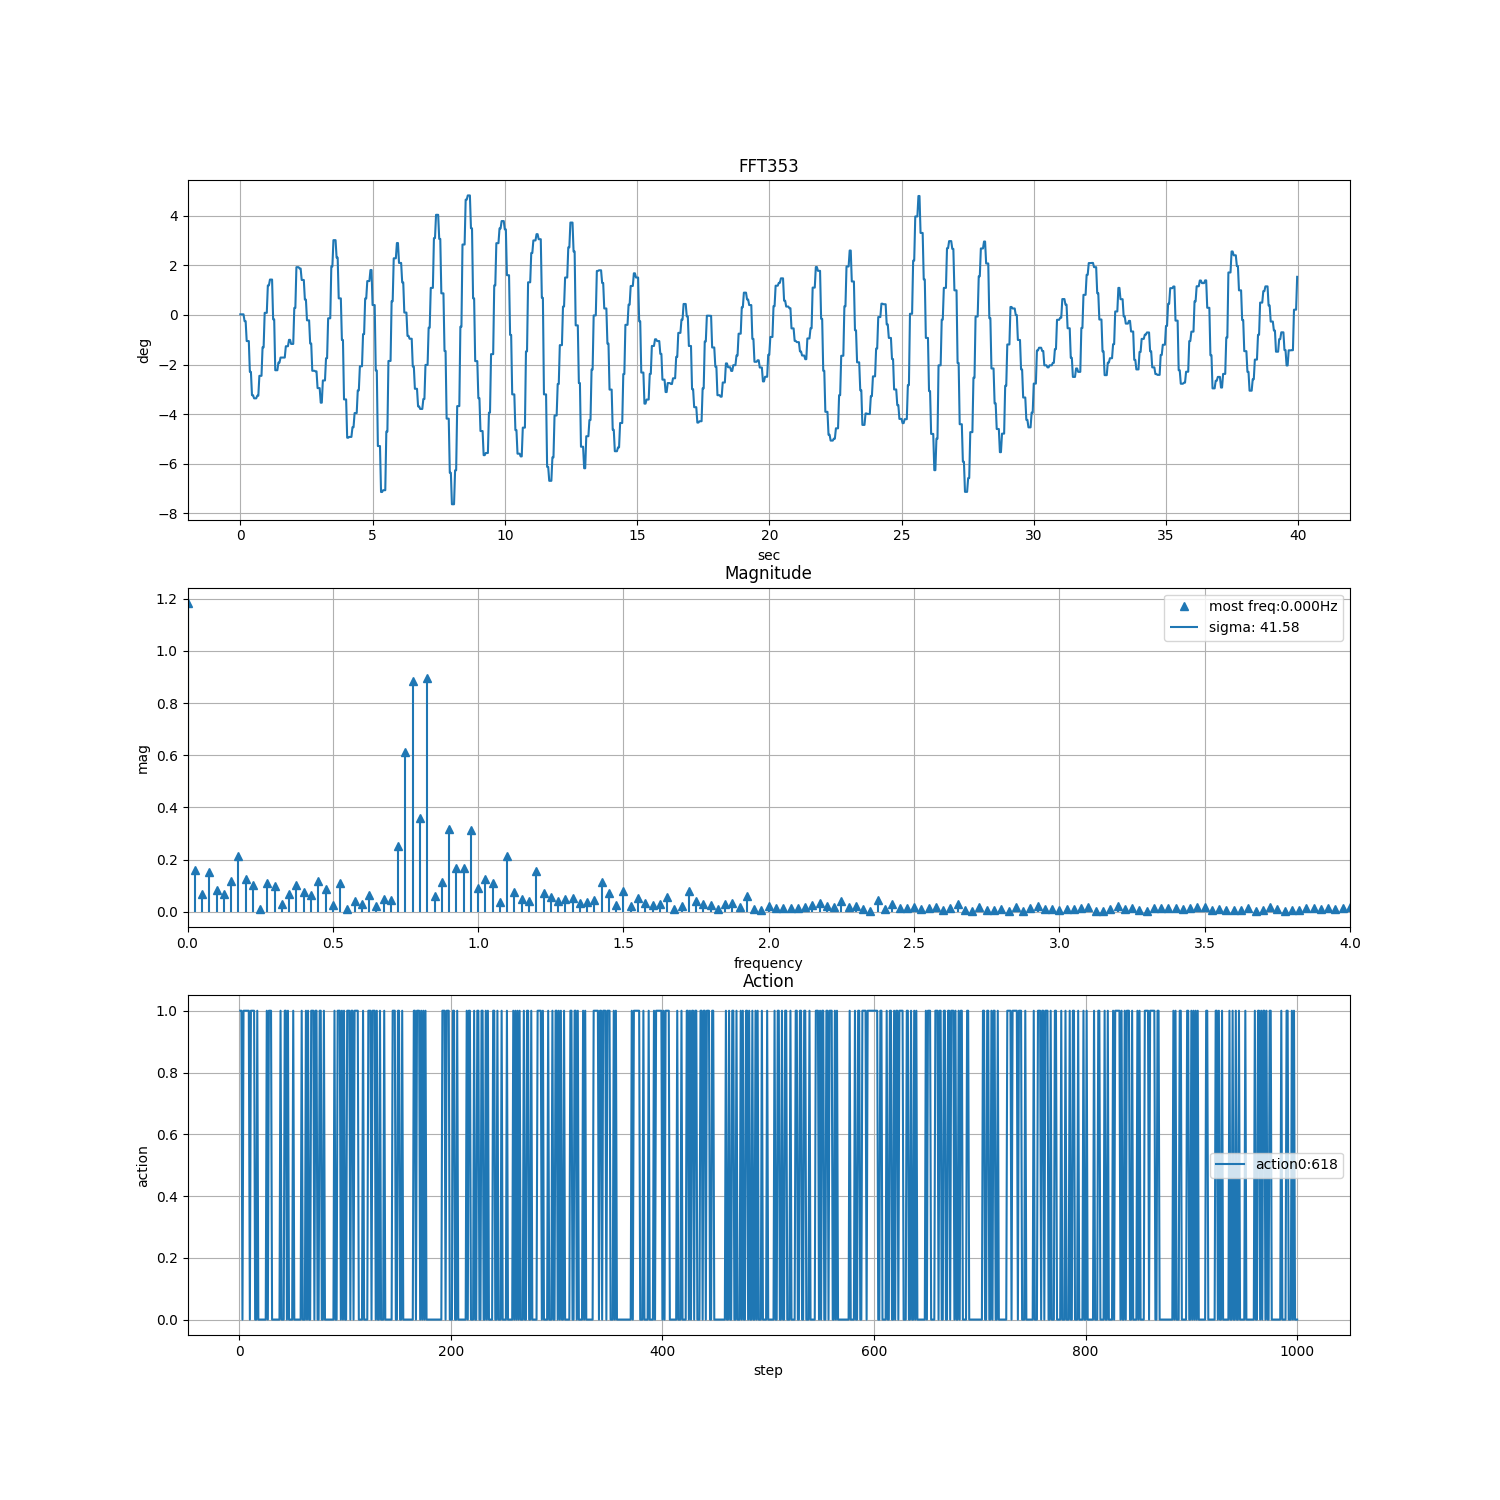 FFT353
4
2
0
−2
−4
−6
−8
deg
0 5 10 15 20 25 30 35 40
sec
Magnitude
1.2
1.0
0.8
0.6
0.4
0.2
0.0
mag
most freq:0.000Hz
sigma: 41.58
0.0 0.5 1.0 1.5 2.0 2.5 3.0 3.5 4.0
frequency
Action
1.0
0.8
0.6
0.4
0.2
0.0
action
action0:618
0 200 400 600 800 1000
step